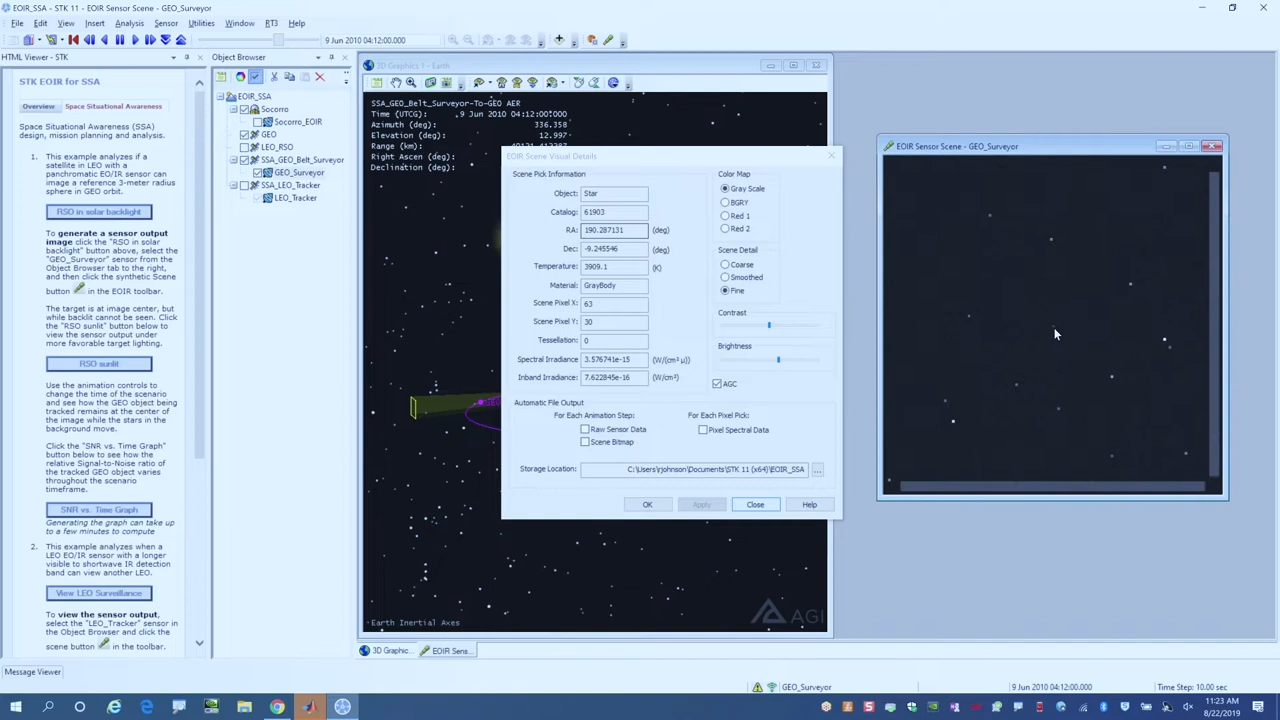 EOIR_SSA - STK 11 - EOIR Sensor Scene - GEO_Surveyor
File Edit View Insert Analysis Sensor Utilities Window RT3 Help
9 Jun 2010 04:12:00.000
HTML Viewer - STK
STK EOIR for SSA
Overview Space Situational Awareness
Space Situational Awareness (SSA)
design, mission planning and analysis.
1. This example analyzes if a
satellite in LEO with a
panchromatic EO/IR sensor can
image a reference 3-meter radius
sphere in GEO orbit.
RSO in solar backlight
To generate a sensor output
image click the "RSO in solar
backlight" button above, select the
"GEO_Surveyor" sensor from the
Object Browser tab to the right,
and then click the synthetic Scene
button in the EOIR toolbar.
The target is at image center, but
while backlit cannot be seen. Click
the "RSO sunlit" button below to
view the sensor output under
more favorable target lighting.
RSO sunlit
Use the animation controls to
change the time of the scenario
and see how the GEO object being
tracked remains at the center of
the image while the stars in the
background move.
Click the "SNR vs. Time Graph"
button below to see how the
relative Signal-to-Noise ratio of
the tracked GEO object varies
throughout the scenario
timeframe.
SNR vs. Time Graph
Generating the graph can take up
to a few minutes to compute
2. This example analyzes when a
LEO EO/IR sensor with a longer
visible to shortwave IR detection
band can view another LEO.
View LEO Surveillance
To view the sensor output,
select the "LEO_Tracker" sensor in
the Object Browser and click the
scene button in the toolbar.
Object Browser
EOIR_SSA
Socorro
Socorro_EOIR
GEO
LEO_RSO
SSA_GEO_Belt_Surveyor
GEO_Surveyor
SSA_LEO_Tracker
LEO_Tracker
3D Graphics 1 - Earth
SSA_GEO_Belt_Surveyor-To-GEO AER
Time (UTCG): 9 Jun 2010 04:12:00.000
Azimuth (deg): 336.358
Elevation (deg): 12.997
Range (km):
Right Ascen (deg):
Declination (deg):
Earth Inertial Axes
AGI
EOIR Scene Visual Details
Scene Pick Information
Object: Star
Catalog: 61903
RA: 190.287131 (deg)
Dec: -9.245546 (deg)
Temperature: 3909.1 (K)
Material: GrayBody
Scene Pixel X: 63
Scene Pixel Y: 30
Tessellation: 0
Spectral Irradiance 3.576741e-15 (W/(cm² µ))
Inband Irradiance: 7.622845e-16 (W/cm²)
Color Map
Gray Scale
BGRY
Red 1
Red 2
Scene Detail
Coarse
Smoothed
Fine
Contrast
Brightness
AGC
Automatic File Output
For Each Animation Step: For Each Pixel Pick:
Raw Sensor Data Pixel Spectral Data
Scene Bitmap
Storage Location: C:\Users\rjohnson\Documents\STK 11 (x64)\EOIR_SSA ...
OK Apply Close Help
EOIR Sensor Scene - GEO_Surveyor
3D Graphic... EOIR Sens...
Message Viewer
GEO_Surveyor 9 Jun 2010 04:12:00.000 Time Step: 10.00 sec
11:23 AM
8/22/2019